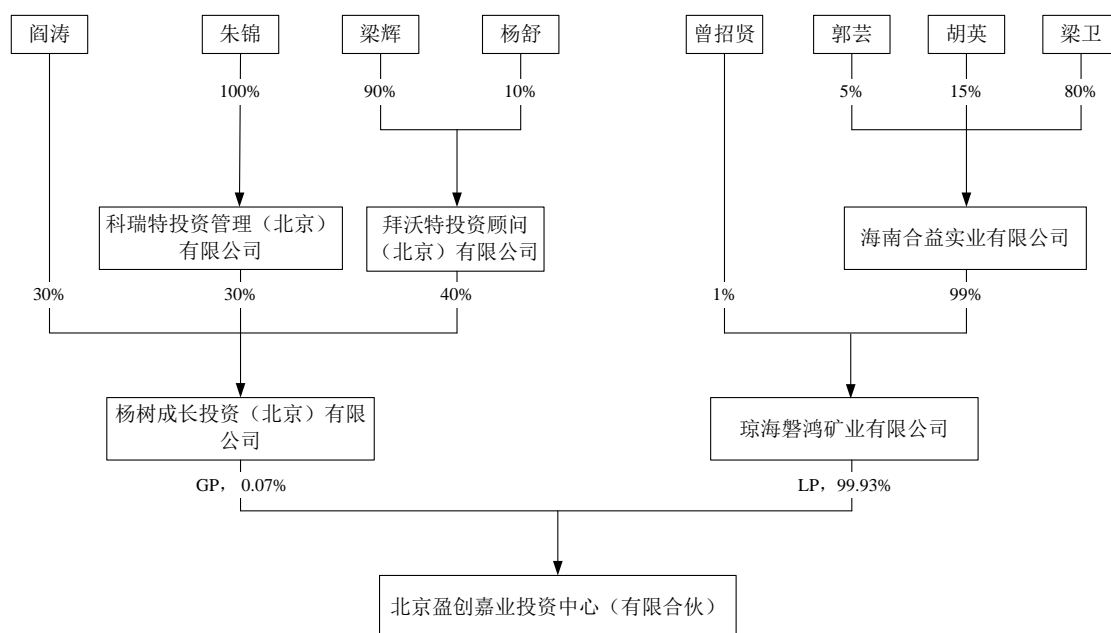 阎涛
朱锦
梁辉
杨舒
曾招贤
郭芸
胡英
梁卫
100%
90%
10%
5%
15%
80%
科瑞特投资管理（北京）
有限公司
拜沃特投资顾问
（北京）有限公司
海南合益实业有限公司
30%
30%
40%
1%
99%
杨树成长投资（北京）有限
公司
琼海磐鸿矿业有限公司
GP， 0.07%
LP，99.93%
北京盈创嘉业投资中心（有限合伙）